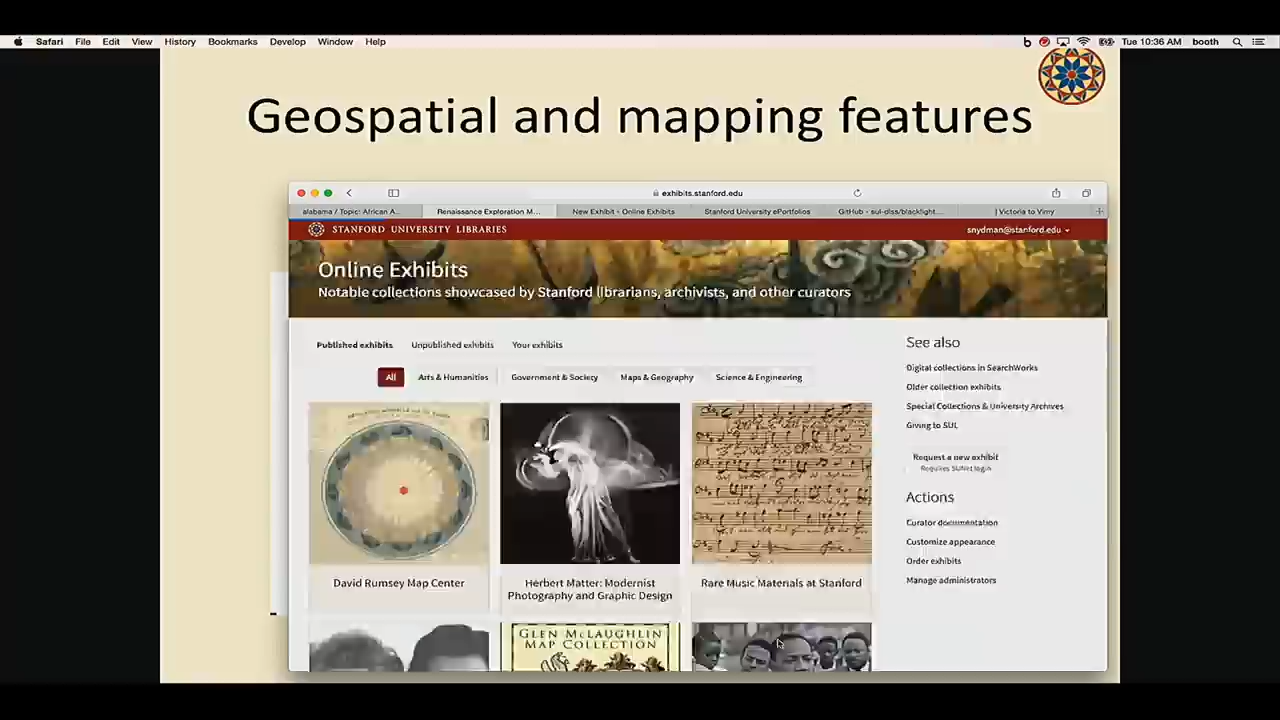 Safari File Edit View History Bookmarks Develop Window Help Tue 10:36 AM booth
Geospatial and mapping features
exhibits.stanford.edu
alabama / Topic: African A... Renaissance Exploration M... New Exhibit - Online Exhibits Stanford University ePortfolios GitHub - sul-dlss/blacklight... | Victoria to Vimy
STANFORD UNIVERSITY LIBRARIES snydman@stanford.edu
Online Exhibits
Notable collections showcased by Stanford librarians, archivists, and other curators
Published exhibits Unpublished exhibits Your exhibits
All Arts & Humanities Government & Society Maps & Geography Science & Engineering
David Rumsey Map Center
Herbert Matter: Modernist
Photography and Graphic Design
Rare Music Materials at Stanford
GLEN MCLAUGHLIN
MAP COLLECTION
See also
Digital collections in SearchWorks
Older collection exhibits
Special Collections & University Archives
Giving to SUL
Request a new exhibit
Requires SUNet login
Actions
Curator documentation
Customize appearance
Order exhibits
Manage administrators